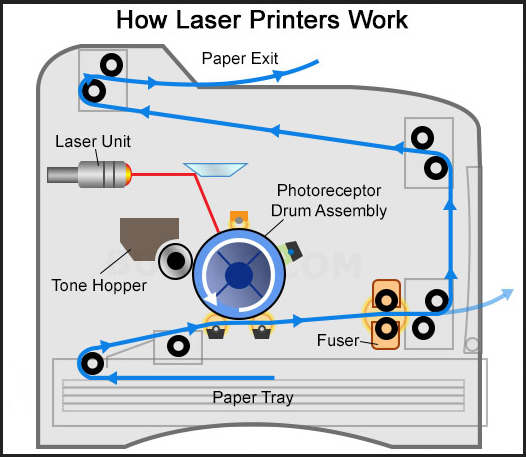 How Laser Printers Work
Paper Exit
Laser Unit
Photoreceptor
Drum Assembly
Tone Hopper
Fuser
Paper Tray